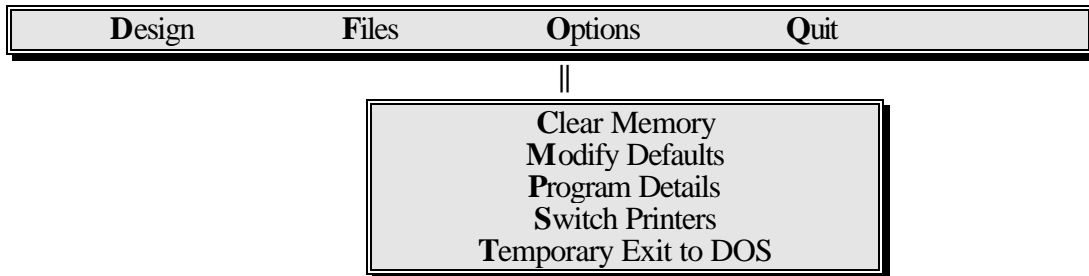 Design Files Options Quit
Clear Memory
Modify Defaults
Program Details
Switch Printers
Temporary Exit to DOS